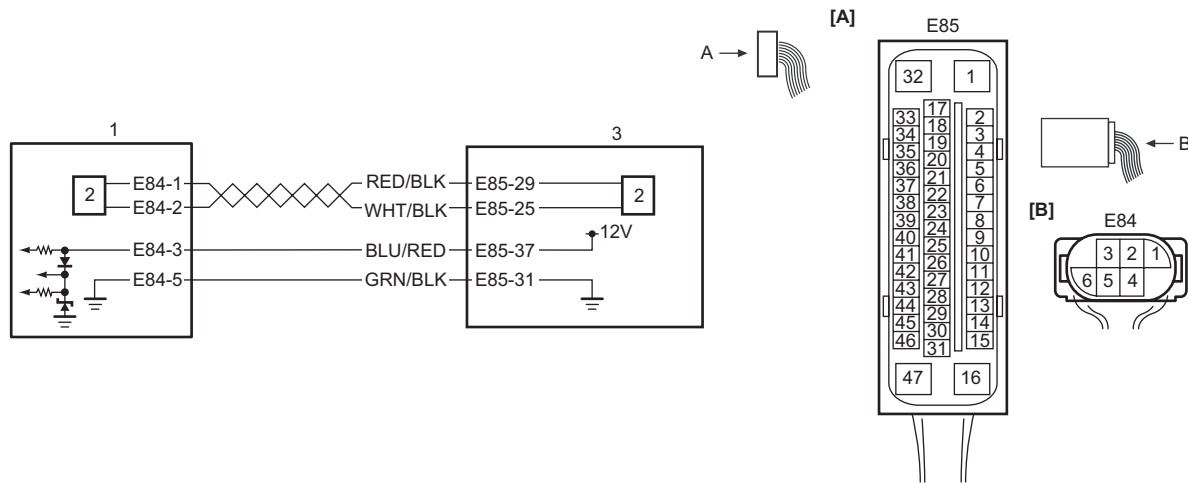 1
2
E84-1
E84-2
E84-3
E84-5
RED/BLK
WHT/BLK
BLU/RED
GRN/BLK
3
E85-29
E85-25
2
12V
E85-37
E85-31
[A]
A
E85
32 1
17
18
19
20
21
22
23
24
25
26
27
28
29
30
31
33
34
35
36
37
38
39
40
41
42
43
44
45
46
2
3
4
5
6
7
8
9
10
11
12
13
14
15
47 16
B
[B]
E84
3 2 1
6 5 4